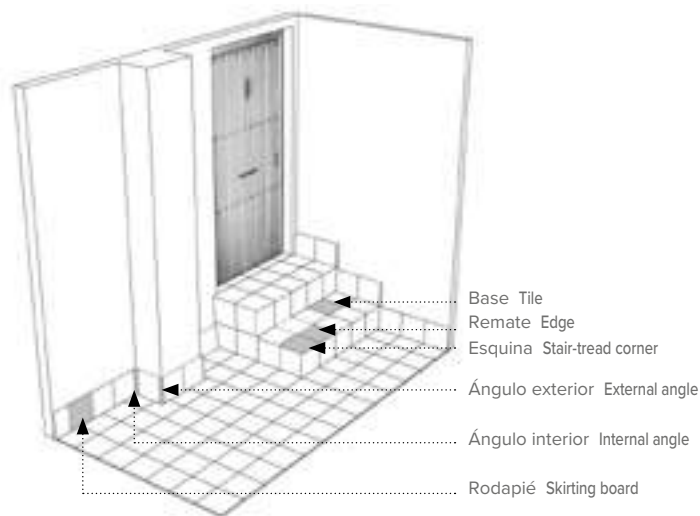 Base Tile
Remate Edge
Esquina Stair-tread corner
Ángulo exterior External angle
Ángulo interior Internal angle
Rodapié Skirting board